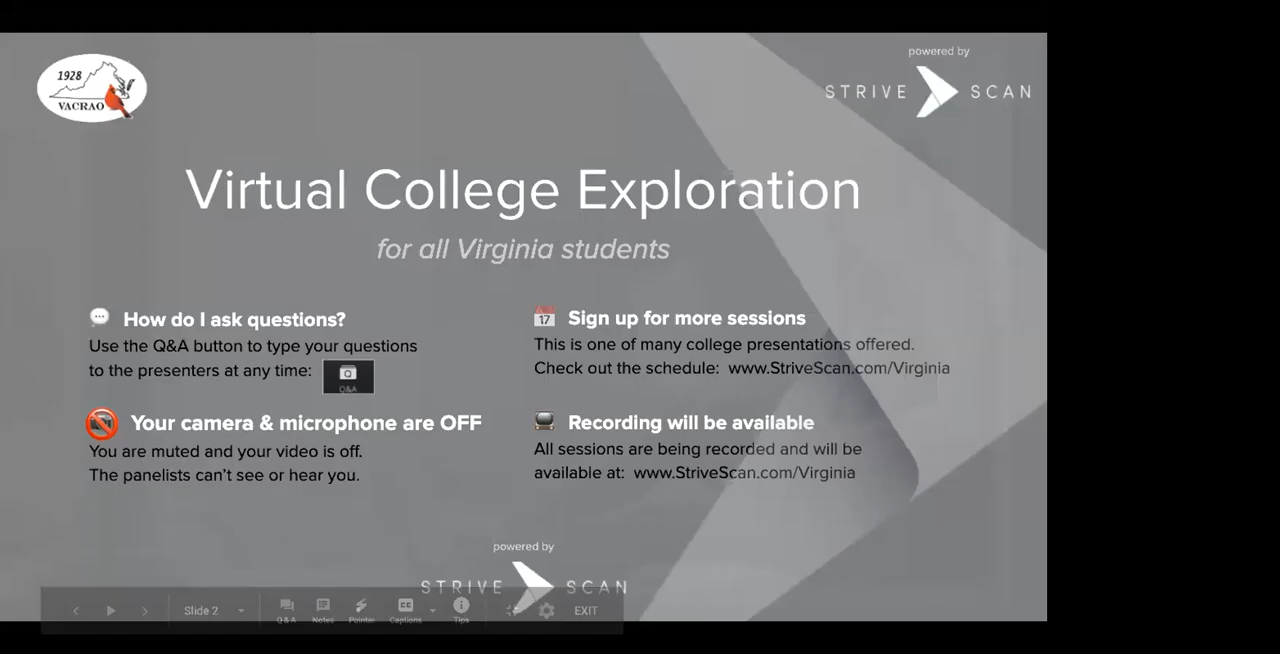 1928
VACRAO
powered by
STRIVE SCAN
Virtual College Exploration
for all Virginia students
How do I ask questions?
Use the Q&A button to type your questions
to the presenters at any time:
Q&A
Your camera & microphone are OFF
You are muted and your video is off.
The panelists can't see or hear you.
17
Sign up for more sessions
This is one of many college presentations offered.
Check out the schedule: www.StriveScan.com/Virginia
Recording will be available
All sessions are being recorded and will be
available at: www.StriveScan.com/Virginia
powered by
STRIVE SCAN
Slide 2
Q&A
Notes
Pointer
CC
Captions
Tips
EXIT